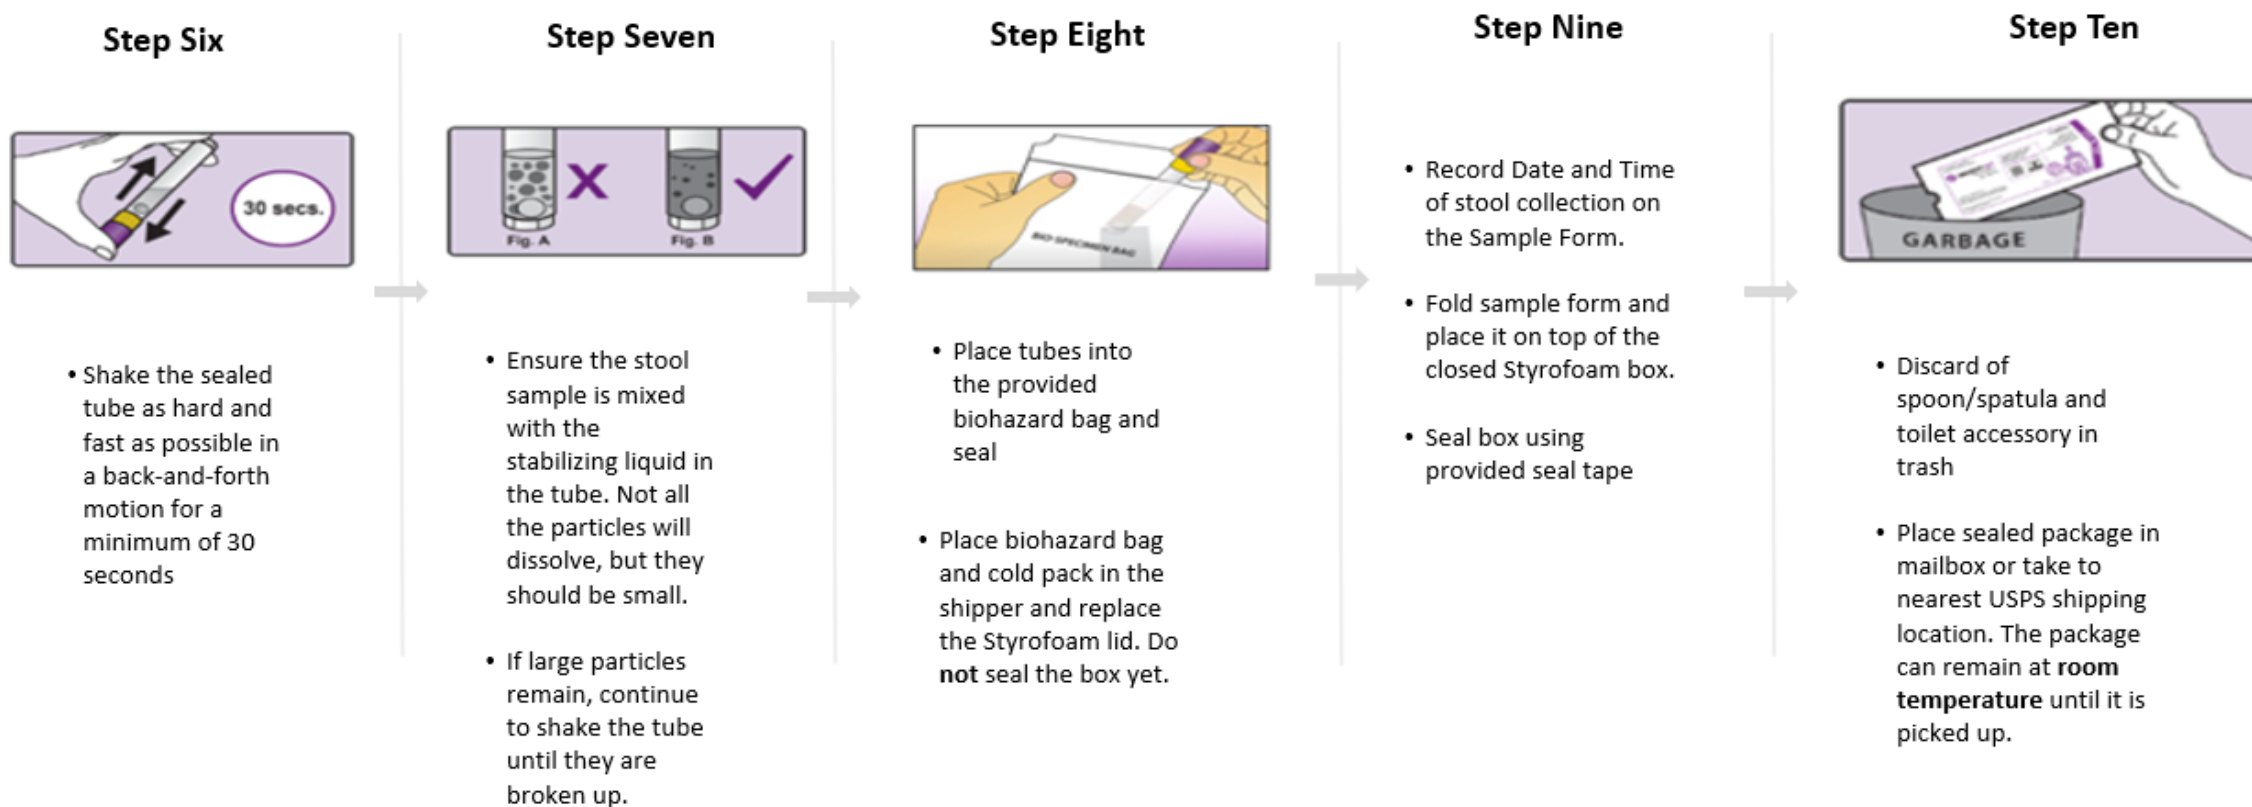 Step Six
30 secs.
• Shake the sealed
tube as hard and
fast as possible in
a back-and-forth
motion for a
minimum of 30
seconds
Step Seven
X
Fig. A
Fig. B
• Ensure the stool
sample is mixed
with the
stabilizing liquid in
the tube. Not all
the particles will
dissolve, but they
should be small.
• If large particles
remain, continue
to shake the tube
until they are
broken up.
Step Eight
BIO-SPECIMEN BAG
• Place tubes into
the provided
biohazard bag and
seal
• Place biohazard bag
and cold pack in the
shipper and replace
the Styrofoam lid. Do
not seal the box yet.
Step Nine
• Record Date and Time
of stool collection on
the Sample Form.
• Fold sample form and
place it on top of the
closed Styrofoam box.
• Seal box using
provided seal tape
Step Ten
GARBAGE
• Discard of
spoon/spatula and
toilet accessory in
trash
• Place sealed package in
mailbox or take to
nearest USPS shipping
location. The package
can remain at room
temperature until it is
picked up.